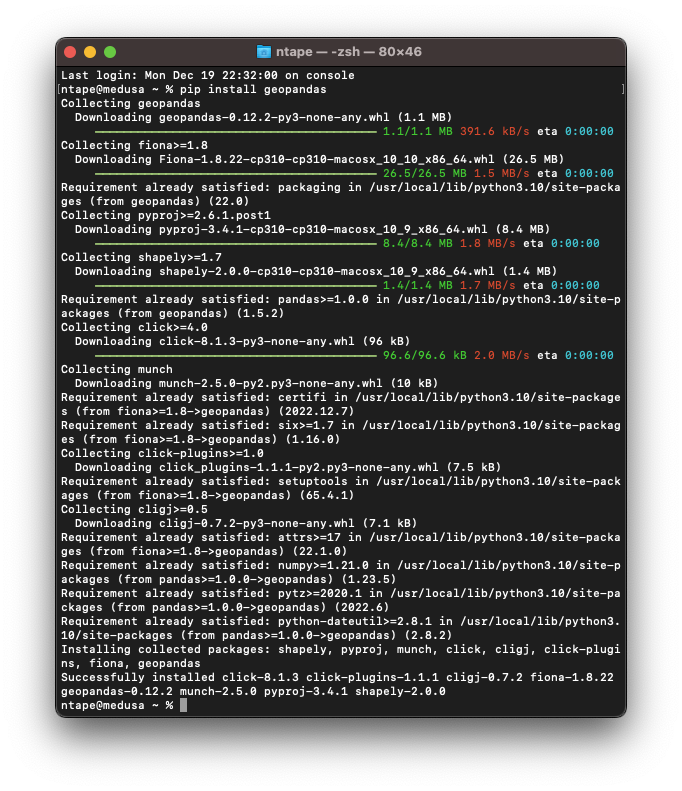 ntape — -zsh — 80×46
Last login: Mon Dec 19 22:32:00 on console
[ntape@medusa ~ % pip install geopandas ]
Collecting geopandas
Downloading geopandas-0.12.2-py3-none-any.whl (1.1 MB)
1.1/1.1 MB 391.6 kB/s eta 0:00:00
Collecting fiona>=1.8
Downloading Fiona-1.8.22-cp310-cp310-macosx_10_10_x86_64.whl (26.5 MB)
26.5/26.5 MB 1.5 MB/s eta 0:00:00
Requirement already satisfied: packaging in /usr/local/lib/python3.10/site-packa
ges (from geopandas) (22.0)
Collecting pyproj>=2.6.1.post1
Downloading pyproj-3.4.1-cp310-cp310-macosx_10_9_x86_64.whl (8.4 MB)
8.4/8.4 MB 1.8 MB/s eta 0:00:00
Collecting shapely>=1.7
Downloading shapely-2.0.0-cp310-cp310-macosx_10_9_x86_64.whl (1.4 MB)
1.4/1.4 MB 1.7 MB/s eta 0:00:00
Requirement already satisfied: pandas>=1.0.0 in /usr/local/lib/python3.10/site-p
ackages (from geopandas) (1.5.2)
Collecting click>=4.0
Downloading click-8.1.3-py3-none-any.whl (96 kB)
96.6/96.6 kB 2.0 MB/s eta 0:00:00
Collecting munch
Downloading munch-2.5.0-py2.py3-none-any.whl (10 kB)
Requirement already satisfied: certifi in /usr/local/lib/python3.10/site-package
s (from fiona>=1.8->geopandas) (2022.12.7)
Requirement already satisfied: six>=1.7 in /usr/local/lib/python3.10/site-packag
es (from fiona>=1.8->geopandas) (1.16.0)
Collecting click-plugins>=1.0
Downloading click_plugins-1.1.1-py2.py3-none-any.whl (7.5 kB)
Requirement already satisfied: setuptools in /usr/local/lib/python3.10/site-pack
ages (from fiona>=1.8->geopandas) (65.4.1)
Collecting cligj>=0.5
Downloading cligj-0.7.2-py3-none-any.whl (7.1 kB)
Requirement already satisfied: attrs>=17 in /usr/local/lib/python3.10/site-packa
ges (from fiona>=1.8->geopandas) (22.1.0)
Requirement already satisfied: numpy>=1.21.0 in /usr/local/lib/python3.10/site-p
ackages (from pandas>=1.0.0->geopandas) (1.23.5)
Requirement already satisfied: pytz>=2020.1 in /usr/local/lib/python3.10/site-pa
ckages (from pandas>=1.0.0->geopandas) (2022.6)
Requirement already satisfied: python-dateutil>=2.8.1 in /usr/local/lib/python3.
10/site-packages (from pandas>=1.0.0->geopandas) (2.8.2)
Installing collected packages: shapely, pyproj, munch, click, cligj, click-plugi
ns, fiona, geopandas
Successfully installed click-8.1.3 click-plugins-1.1.1 cligj-0.7.2 fiona-1.8.22
geopandas-0.12.2 munch-2.5.0 pyproj-3.4.1 shapely-2.0.0
ntape@medusa ~ %